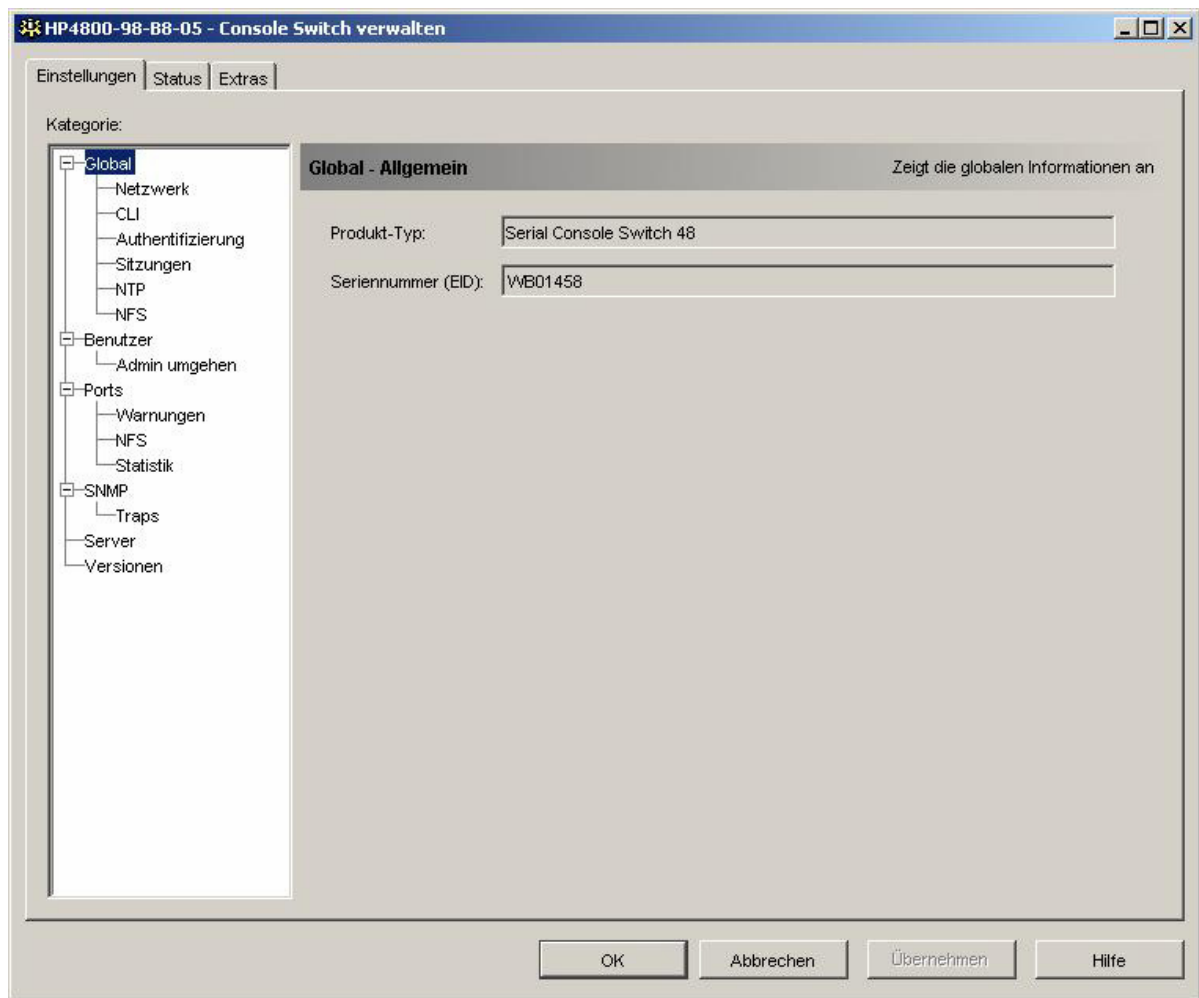 HP4800-98-B8-05 - Console Switch verwalten
Einstellungen Status Extras
Kategorie:
Global
Netzwerk
CLI
Authentifizierung
Sitzungen
NTP
NFS
Benutzer
Admin umgehen
Ports
Warnungen
NFS
Statistik
SNMP
Traps
Server
Versionen
Global - Allgemein Zeigt die globalen Informationen an
Produkt-Typ: Serial Console Switch 48
Seriennummer (EID): WB01458
OK Abbrechen Übernehmen Hilfe